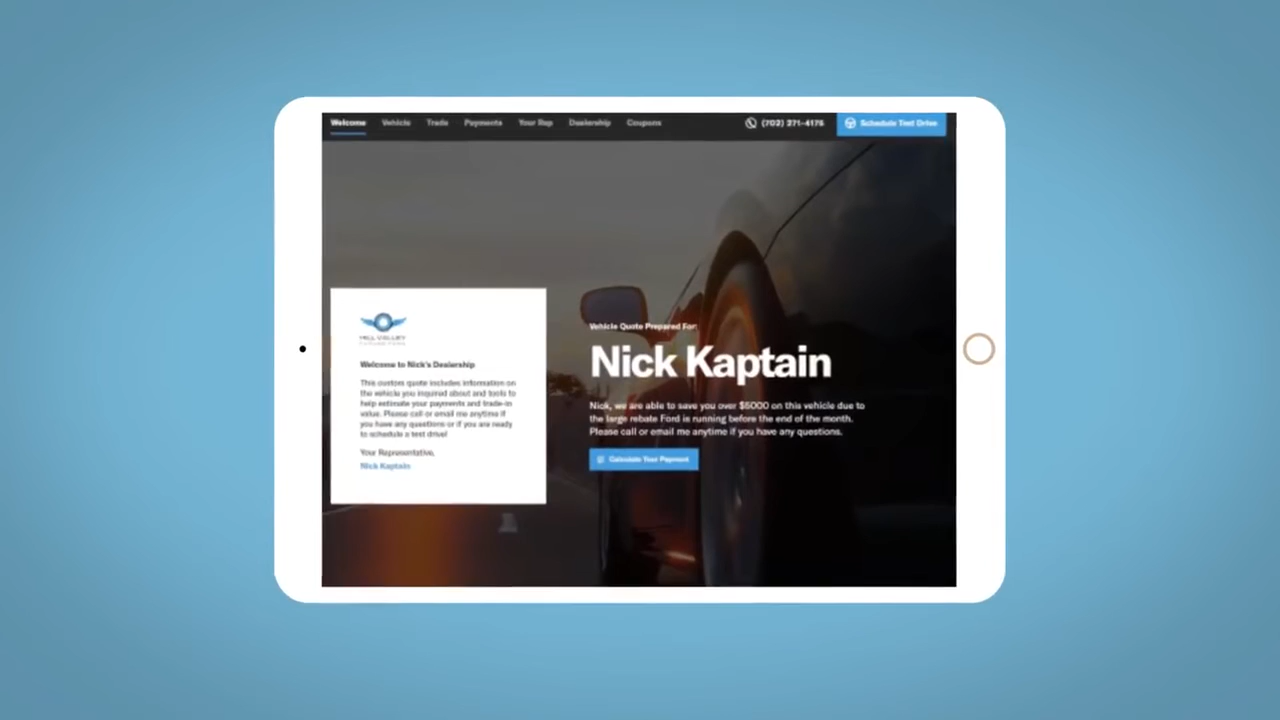 Welcome Vehicle Trade Payments Your Rep Dealership Coupons (702) 371-4175 Schedule Test Drive
HILL VALLEY
Welcome to Nick's Dealership
This custom quote includes information on
the vehicle you inquired about and tools to
help estimate your payments and trade-in
value. Please call or email me anytime if
you have any questions or if you are ready
to schedule a test drive!
Your Representative,
Nick Kaptain
Vehicle Quote Prepared For:
Nick Kaptain
Nick, we are able to save you over $5000 on this vehicle due to
the large rebate Ford is running before the end of the month.
Please call or email me anytime if you have any questions.
Calculate Your Payment